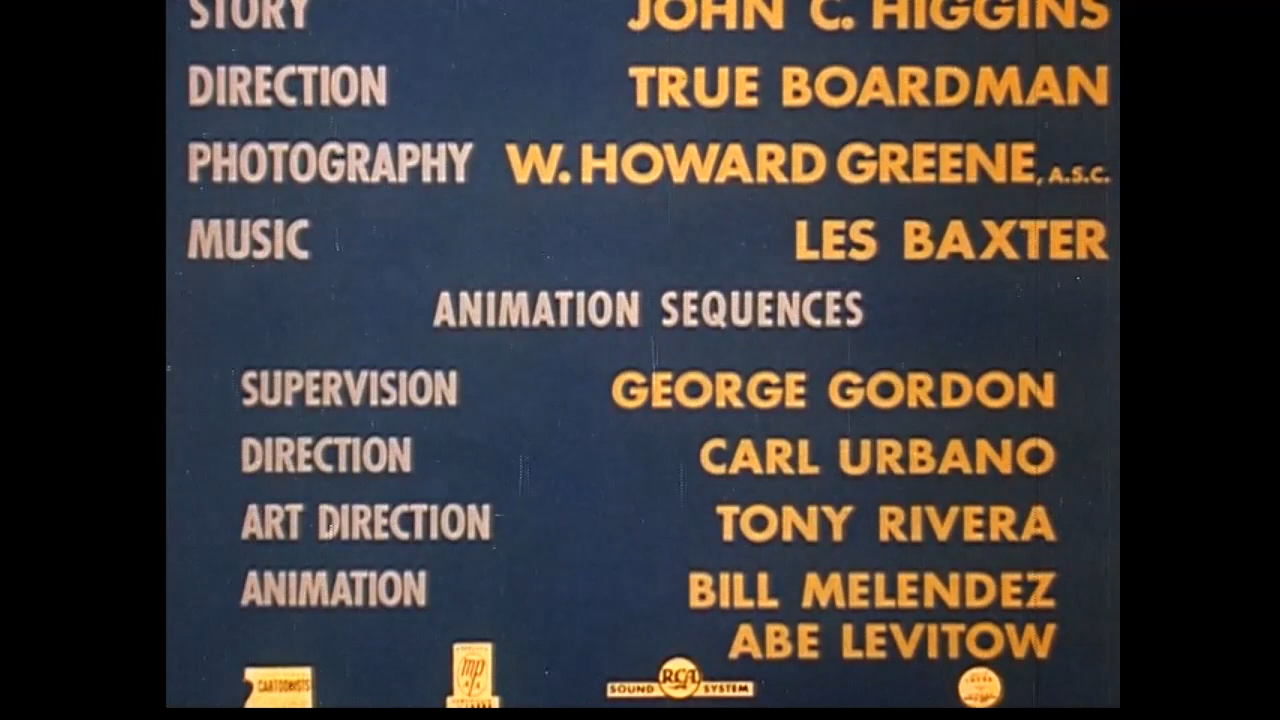 STORY JOHN C. HIGGINS
DIRECTION TRUE BOARDMAN
PHOTOGRAPHY W. HOWARD GREENE, A.S.C.
MUSIC LES BAXTER
ANIMATION SEQUENCES
SUPERVISION GEORGE GORDON
DIRECTION CARL URBANO
ART DIRECTION TONY RIVERA
ANIMATION BILL MELENDEZ
ABE LEVITOW
CARTOONISTS
mp
RCA
SOUND SYSTEM